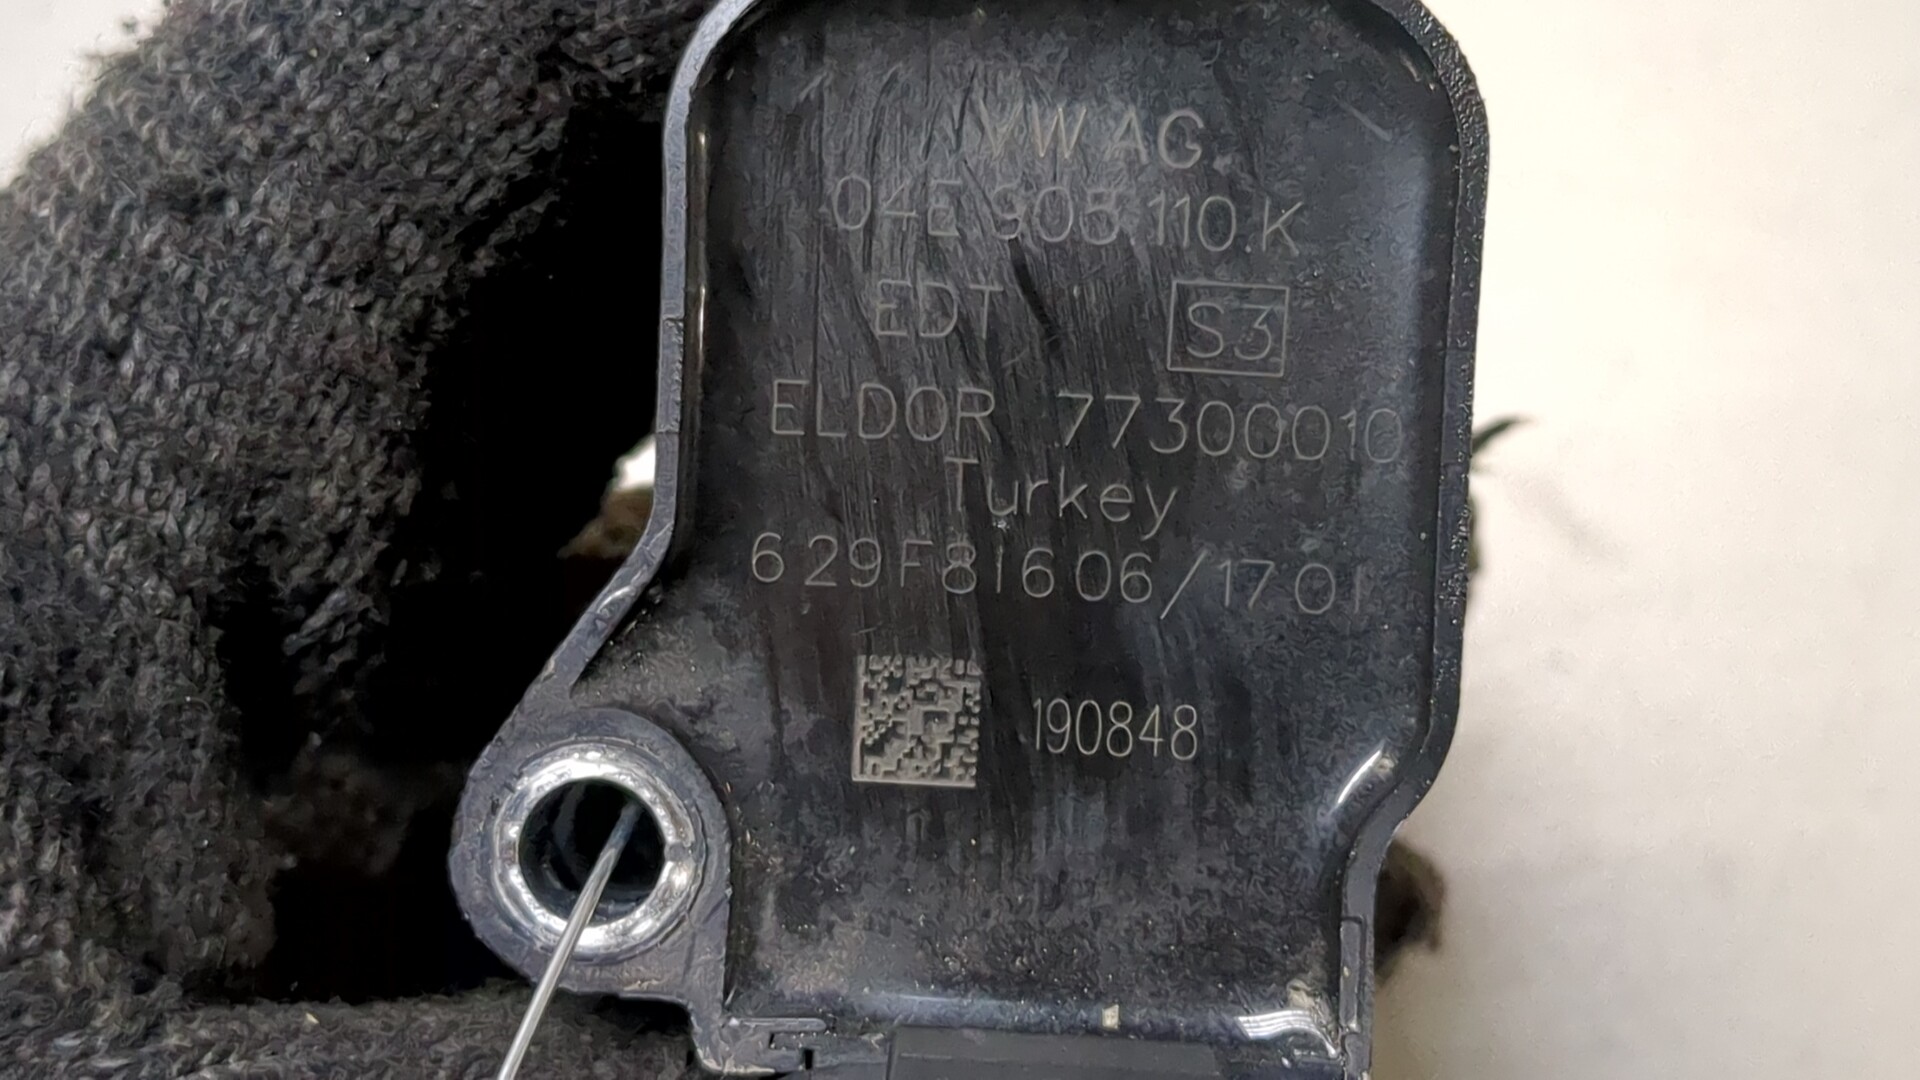 VW AG
04E 905 110 K
EDT S3
ELDOR 77300010
Turkey
629F81606/1701
190848